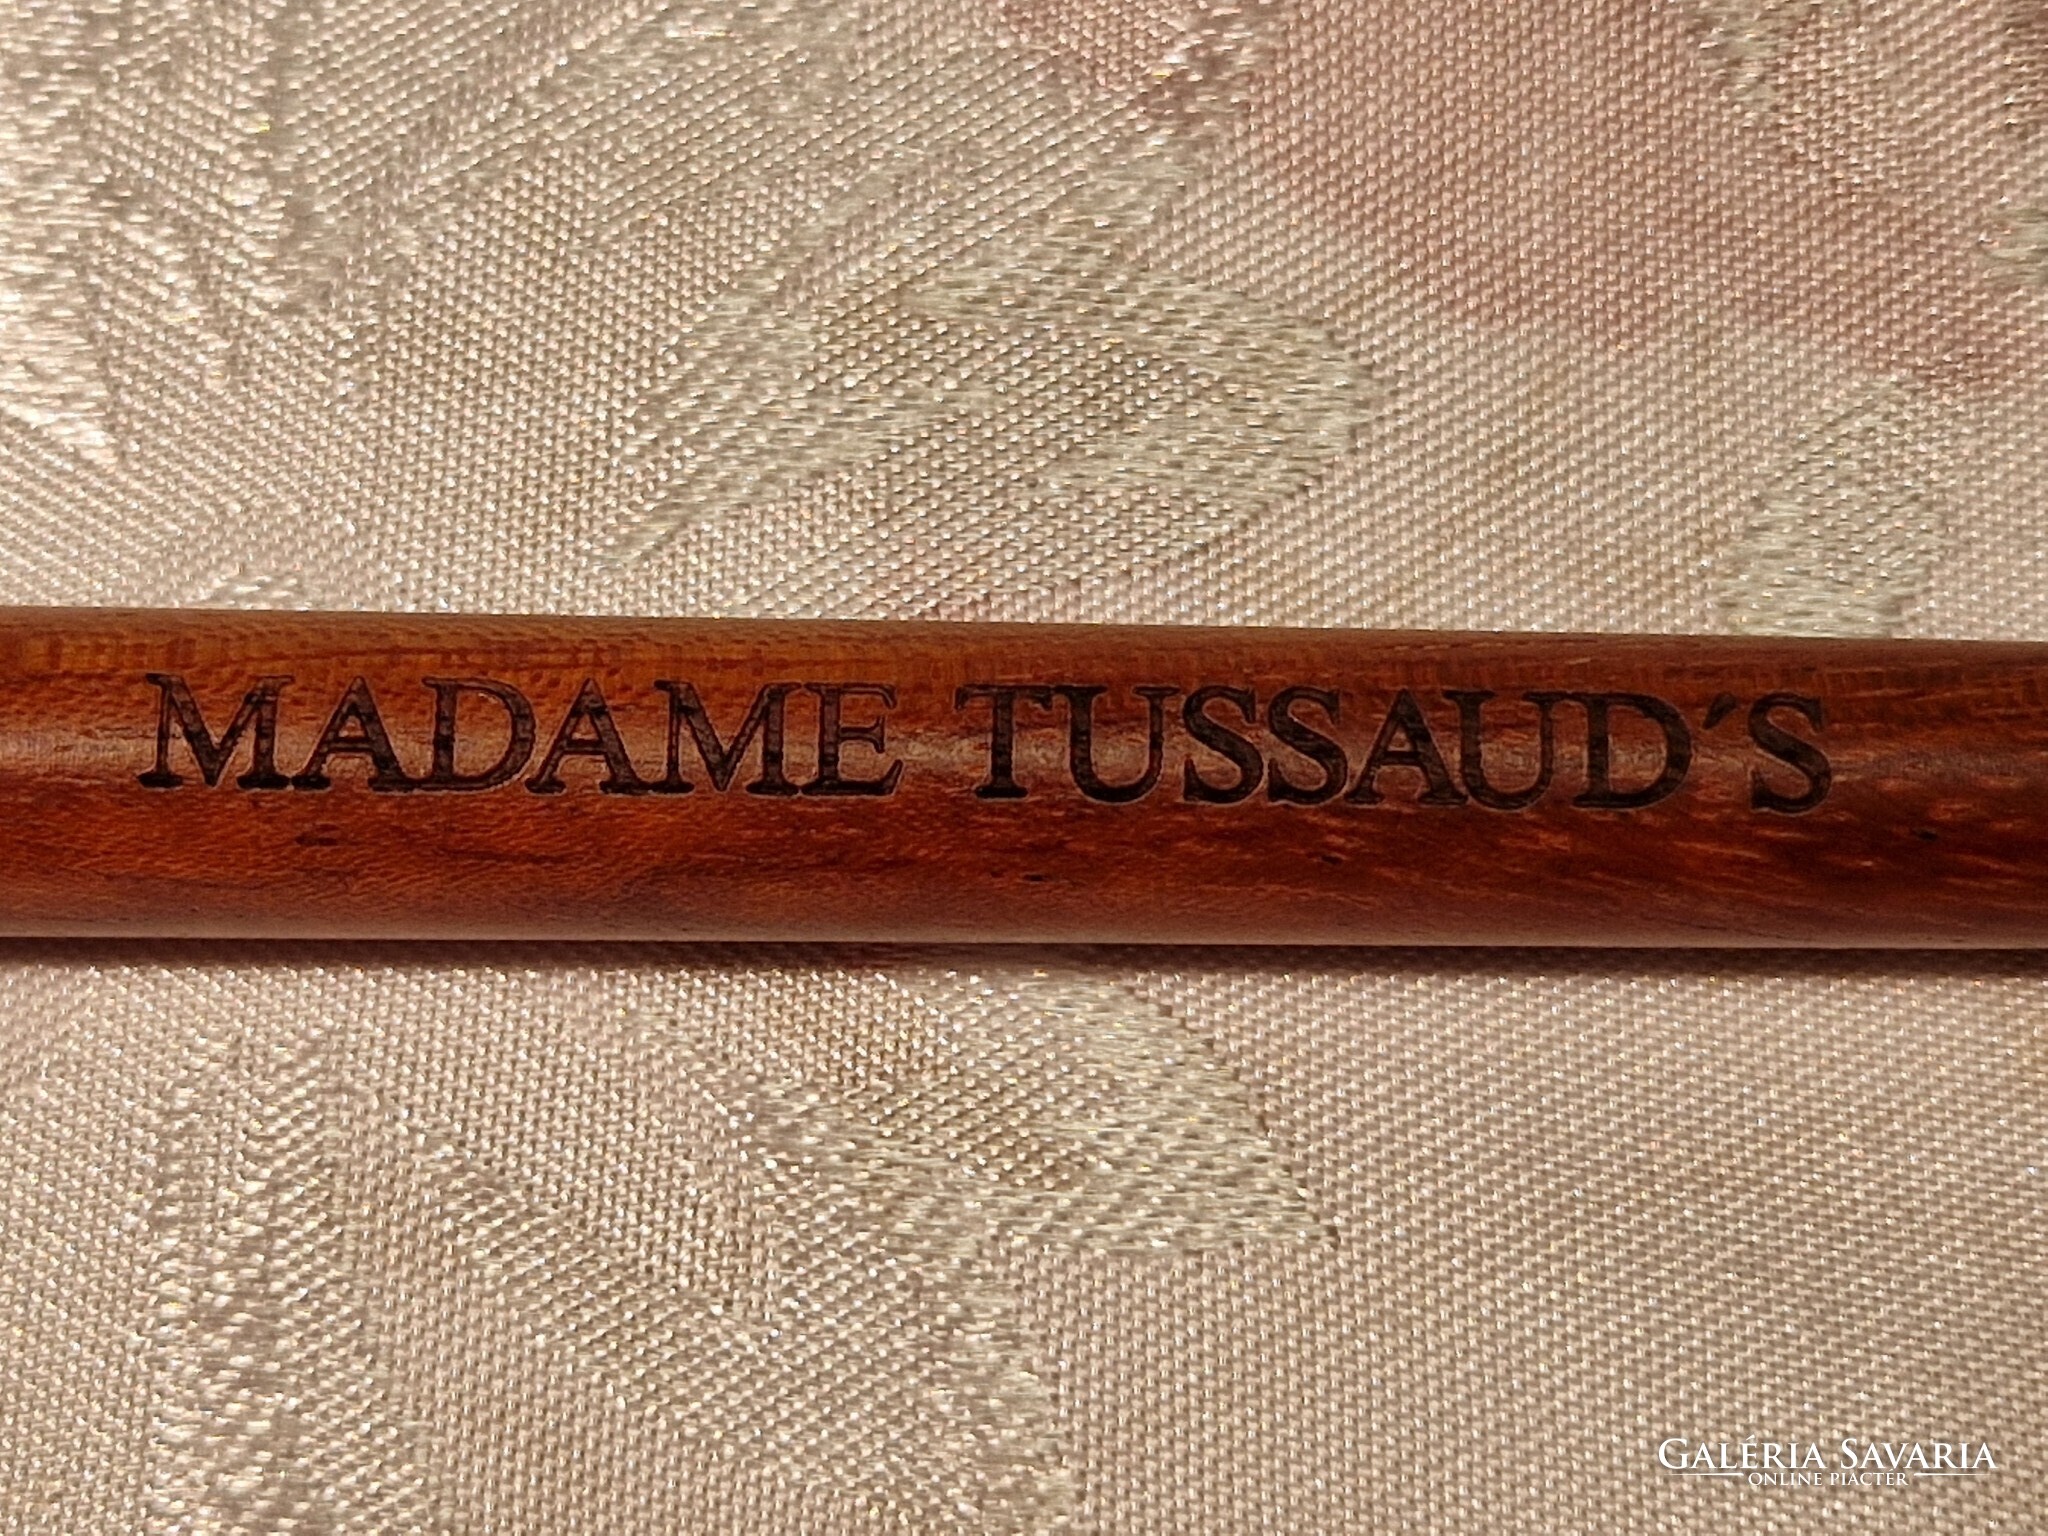 MADAME TUSSAUD´S
GALÉRIA SAVARIA
ONLINE PIACTÉR